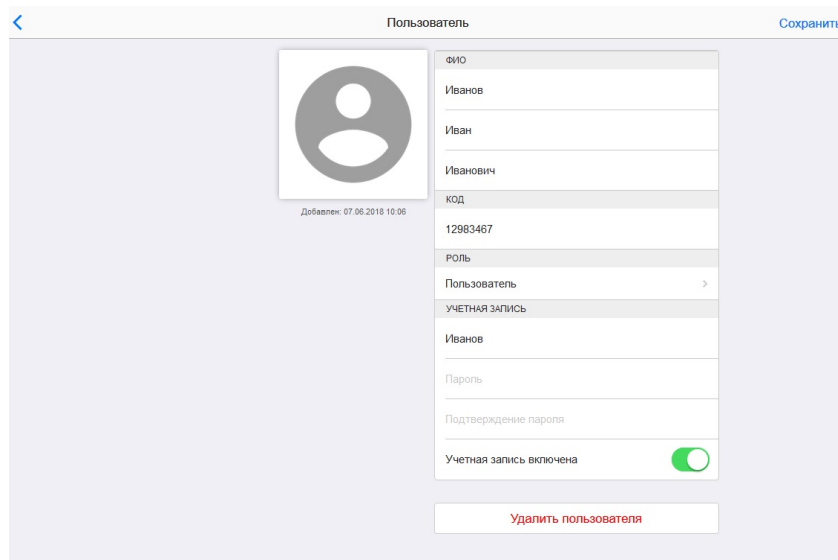 Пользователь
Сохранить
Добавлен: 07.06.2018 10:06
ФИО
Иванов
Иван
Иванович
КОД
12983467
РОЛЬ
Пользователь
УЧЕТНАЯ ЗАПИСЬ
Иванов
Пароль
Подтверждение пароля
Учетная запись включена
Удалить пользователя